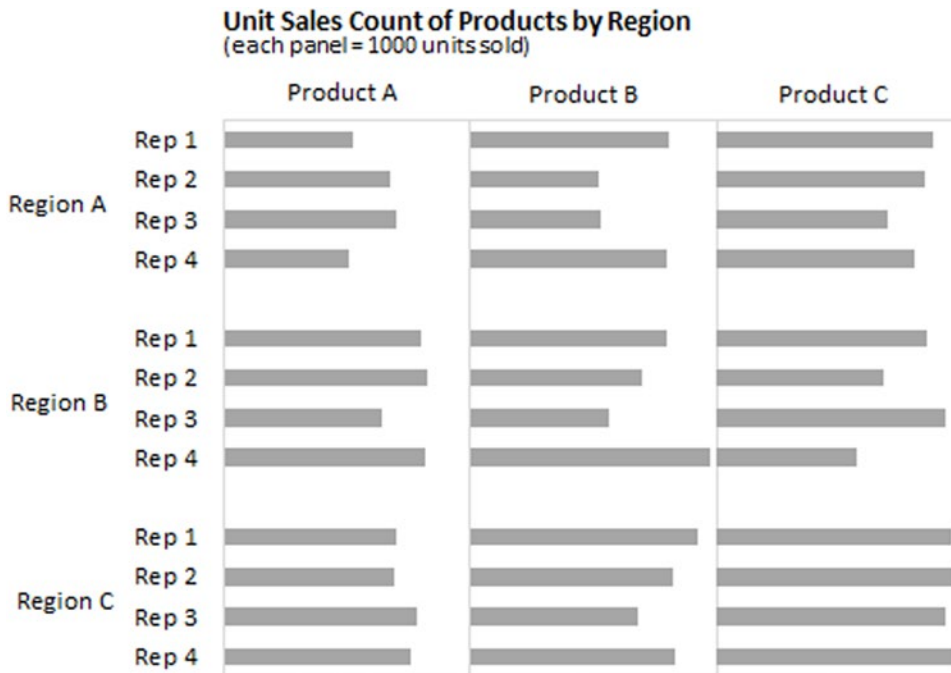 Unit Sales Count of Products by Region
(each panel = 1000 units sold)
Product A Product B Product C
Region A
Rep 1
Rep 2
Rep 3
Rep 4
Region B
Rep 1
Rep 2
Rep 3
Rep 4
Region C
Rep 1
Rep 2
Rep 3
Rep 4